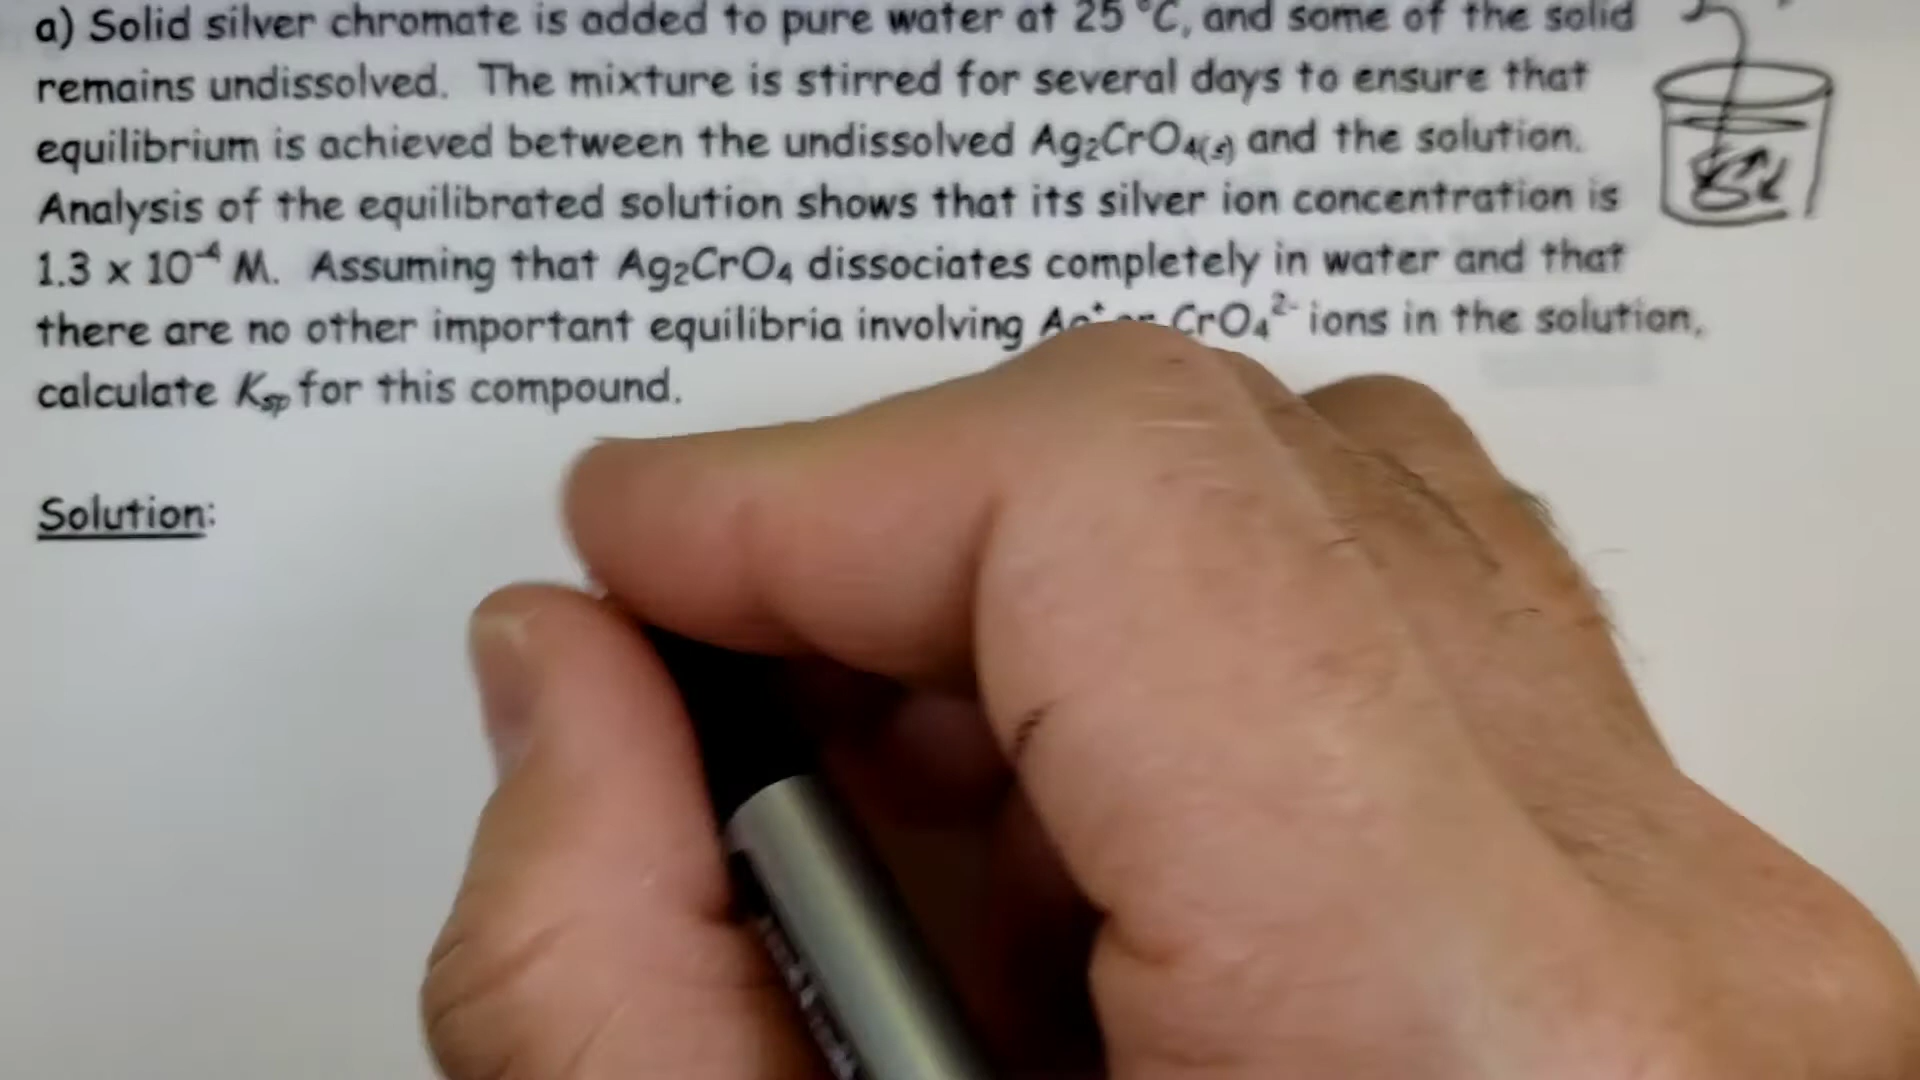 a) Solid silver chromate is added to pure water at 25 °C, and some of the solid
remains undissolved. The mixture is stirred for several days to ensure that
equilibrium is achieved between the undissolved Ag₂CrO₄(s) and the solution.
Analysis of the equilibrated solution shows that its silver ion concentration is
1.3 x 10⁻⁴ M. Assuming that Ag₂CrO₄ dissociates completely in water and that
there are no other important equilibria involving Ag⁺ or CrO₄²⁻ ions in the solution,
calculate Ksp for this compound.
Solution: